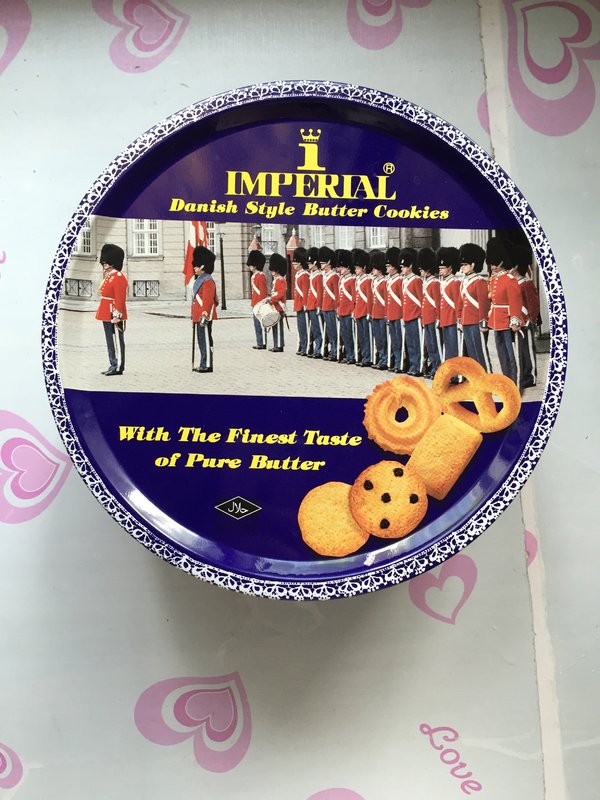 IMPERIAL®
Danish Style Butter Cookies
With The Finest Taste
of Pure Butter
حلال
Love